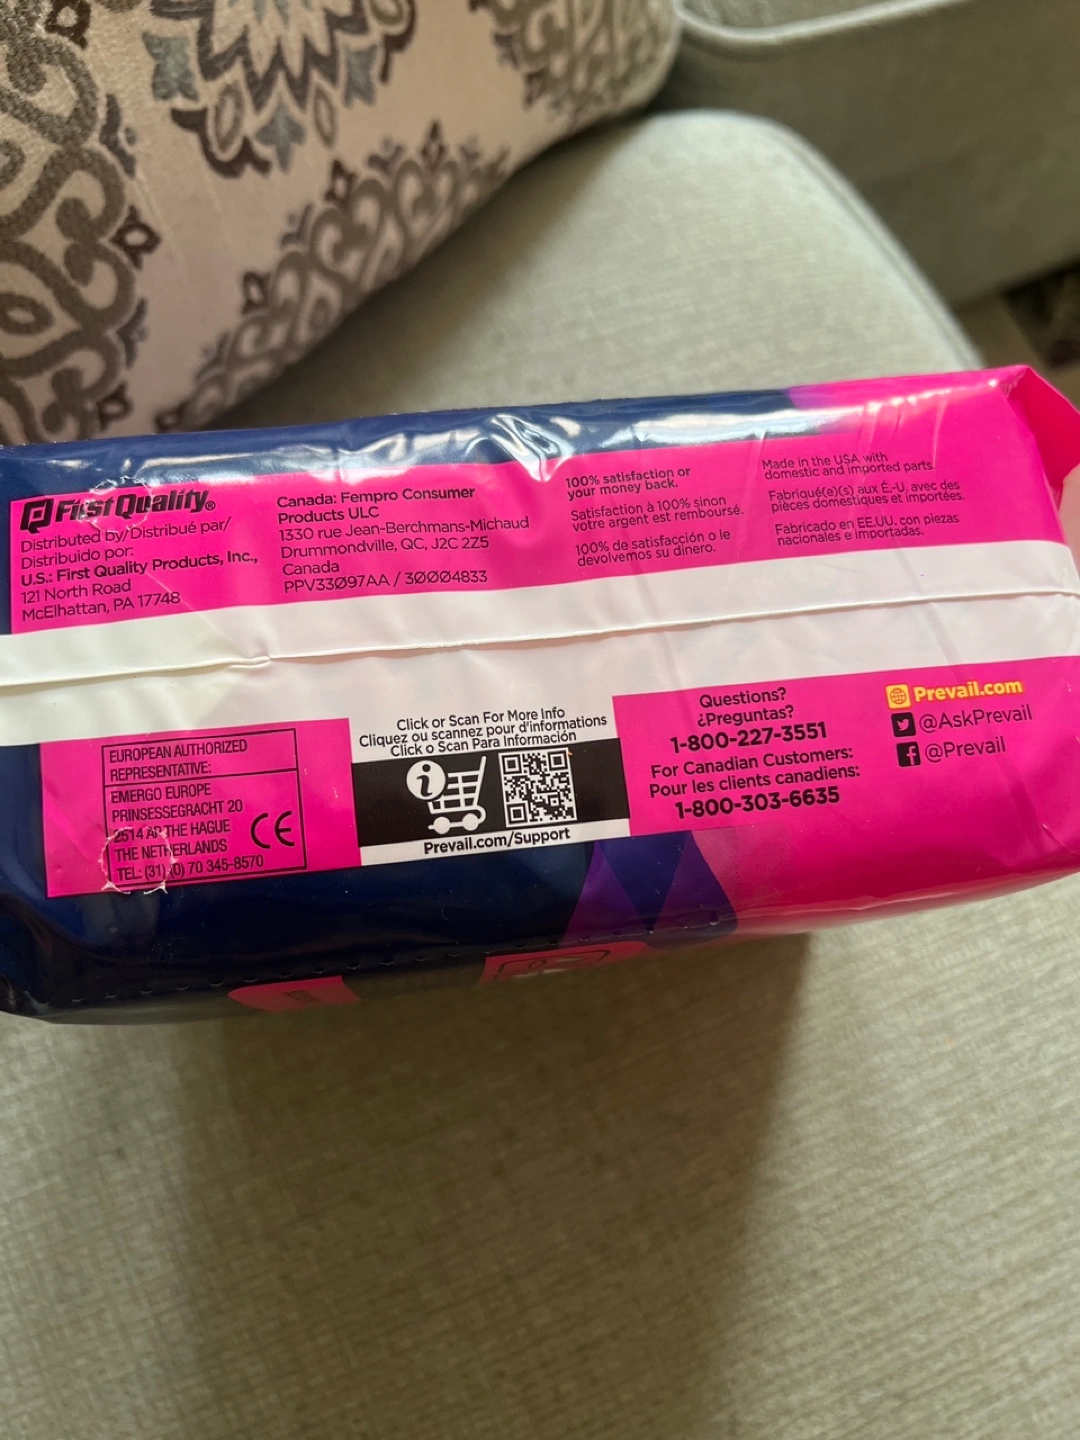 First Quality®
Distributed by/Distribué par/
Distribuido por:
U.S.: First Quality Products, Inc.,
121 North Road
McElhattan, PA 17748
Canada: Fempro Consumer
Products ULC
1330 rue Jean-Berchmans-Michaud
Drummondville, QC, J2C 2Z5
Canada
PPV33Ø97AA / 3ØØØ4833
100% satisfaction or
your money back.
Satisfaction à 100% sinon
votre argent est remboursé.
100% de satisfacción o le
devolvemos su dinero.
Made in the USA with
domestic and imported parts.
Fabriqué(e)(s) aux É.-U. avec des
pièces domestiques et importées.
Fabricado en EE.UU. con piezas
nacionales e importadas.
EUROPEAN AUTHORIZED
REPRESENTATIVE:
EMERGO EUROPE
PRINSESSEGRACHT 20
2514 AP THE HAGUE
THE NETHERLANDS
TEL: (31) (0) 70 345-8570
CE
Click or Scan For More Info
Cliquez ou scannez pour d'informations
Click o Scan Para Información
i
Prevail.com/Support
Questions?
¿Preguntas?
1-800-227-3551
For Canadian Customers:
Pour les clients canadiens:
1-800-303-6635
Prevail.com
@AskPrevail
@Prevail